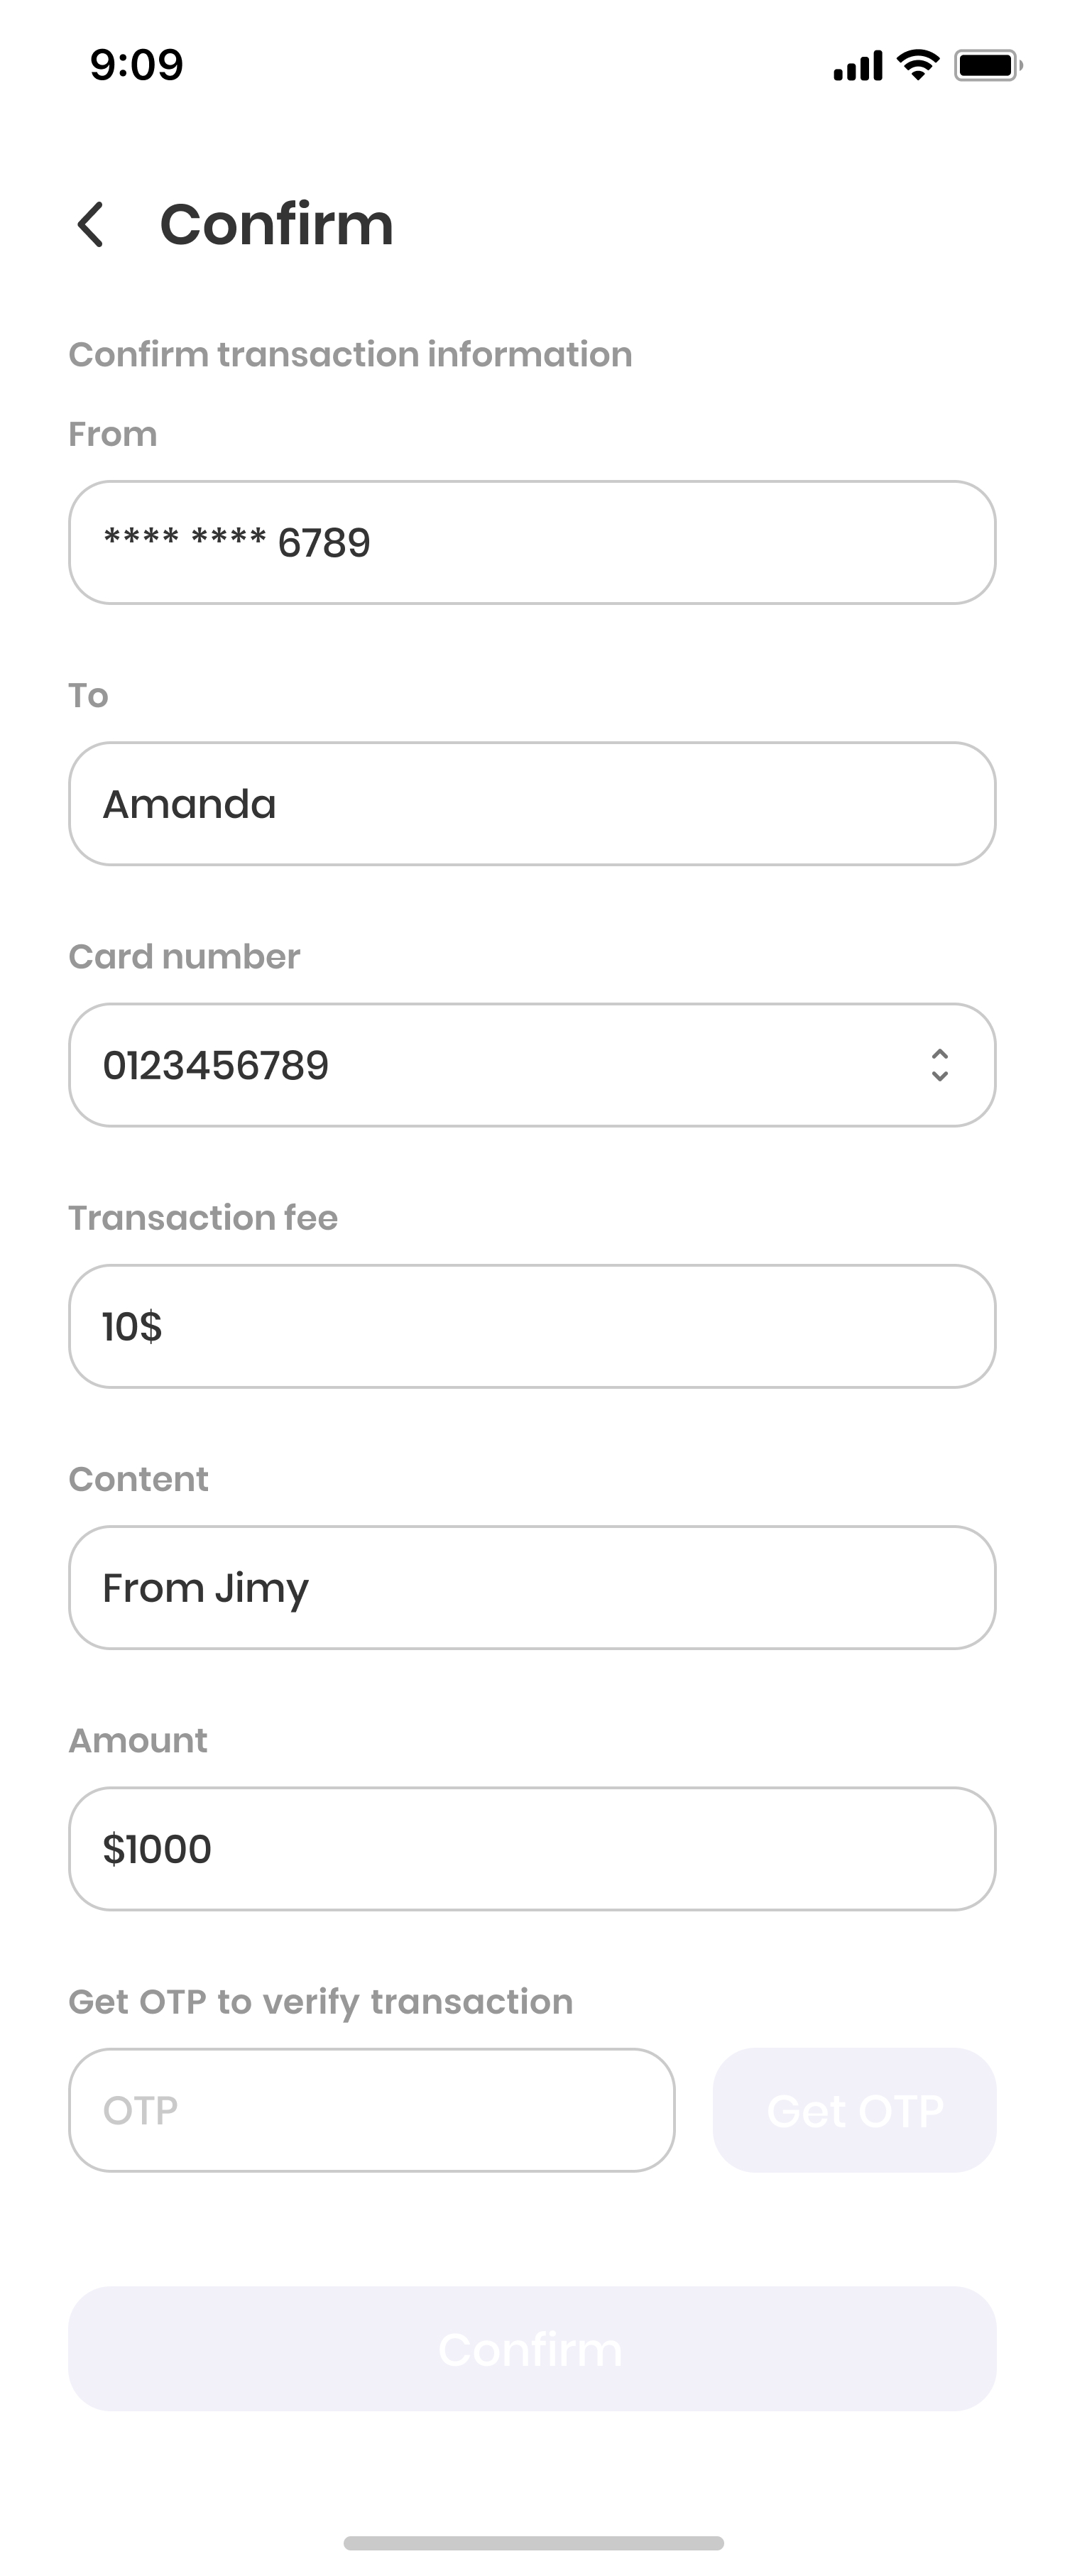 9:09
Confirm
Confirm transaction information
From
**** **** 6789
To
Amanda
Card number
0123456789
Transaction fee
10$
Content
From Jimy
Amount
$1000
Get OTP to verify transaction
OTP
Get OTP
Confirm